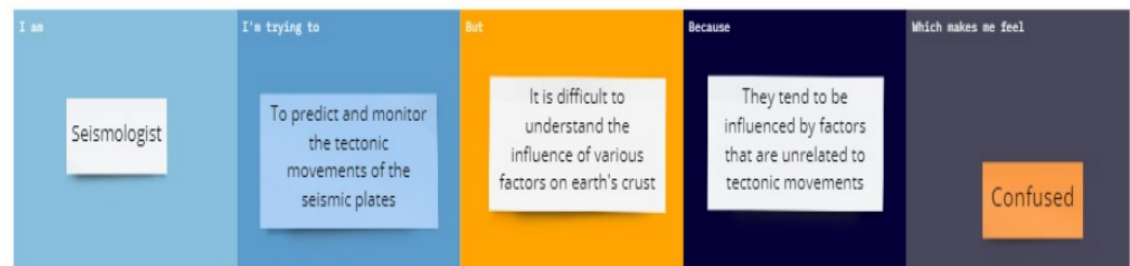 I am
Seismologist
I'm trying to
To predict and monitor
the tectonic
movements of the
seismic plates
But
It is difficult to
understand the
influence of various
factors on earth's crust
Because
They tend to be
influenced by factors
that are unrelated to
tectonic movements
Which makes me feel
Confused